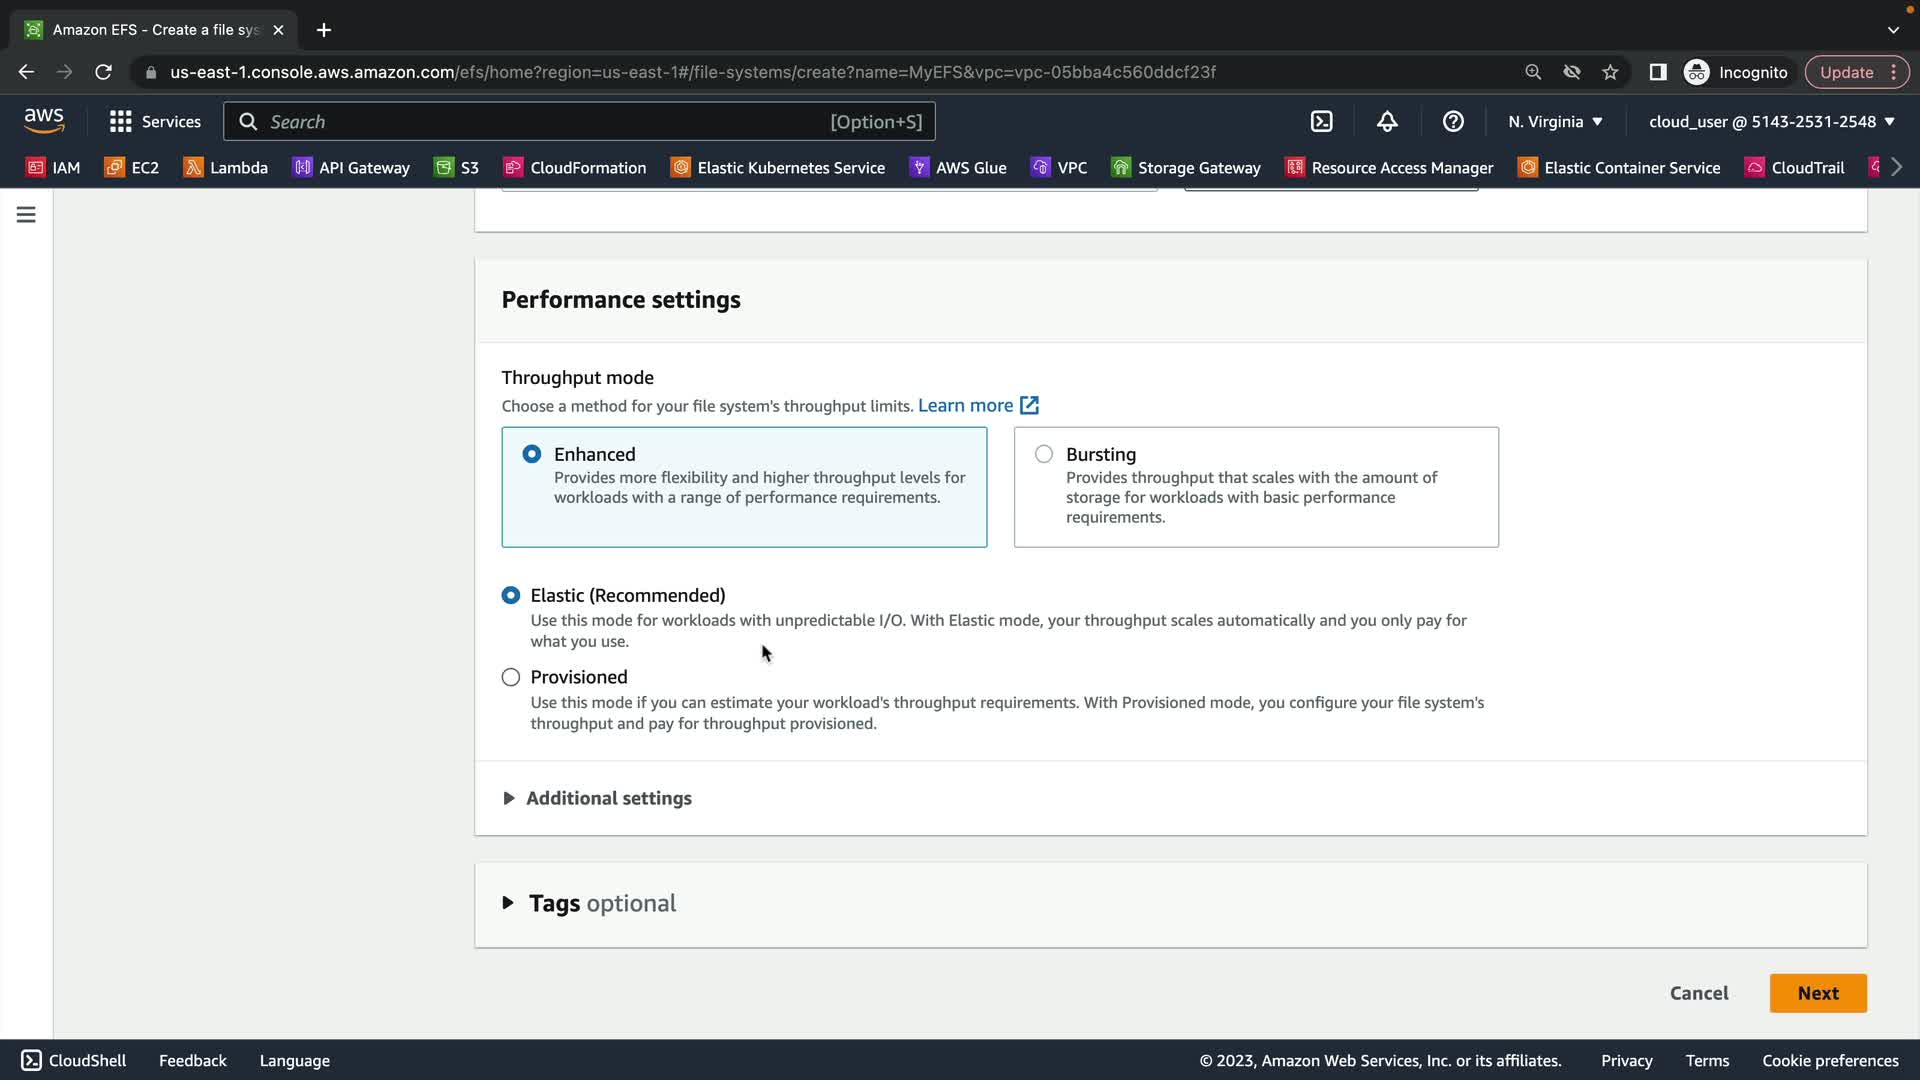 Amazon EFS - Create a file sys
us-east-1.console.aws.amazon.com/efs/home?region=us-east-1#/file-systems/create?name=MyEFS&vpc=vpc-05bba4c560ddcf23f
Incognito
Update
aws
Services
Search
[Option+S]
N. Virginia
cloud_user @ 5143-2531-2548
IAM
EC2
Lambda
API Gateway
S3
CloudFormation
Elastic Kubernetes Service
AWS Glue
VPC
Storage Gateway
Resource Access Manager
Elastic Container Service
CloudTrail
Performance settings
Throughput mode
Choose a method for your file system's throughput limits. Learn more
Enhanced
Provides more flexibility and higher throughput levels for
workloads with a range of performance requirements.
Bursting
Provides throughput that scales with the amount of
storage for workloads with basic performance
requirements.
Elastic (Recommended)
Use this mode for workloads with unpredictable I/O. With Elastic mode, your throughput scales automatically and you only pay for
what you use.
Provisioned
Use this mode if you can estimate your workload's throughput requirements. With Provisioned mode, you configure your file system's
throughput and pay for throughput provisioned.
Additional settings
Tags optional
Cancel
Next
CloudShell
Feedback
Language
© 2023, Amazon Web Services, Inc. or its affiliates.
Privacy
Terms
Cookie preferences